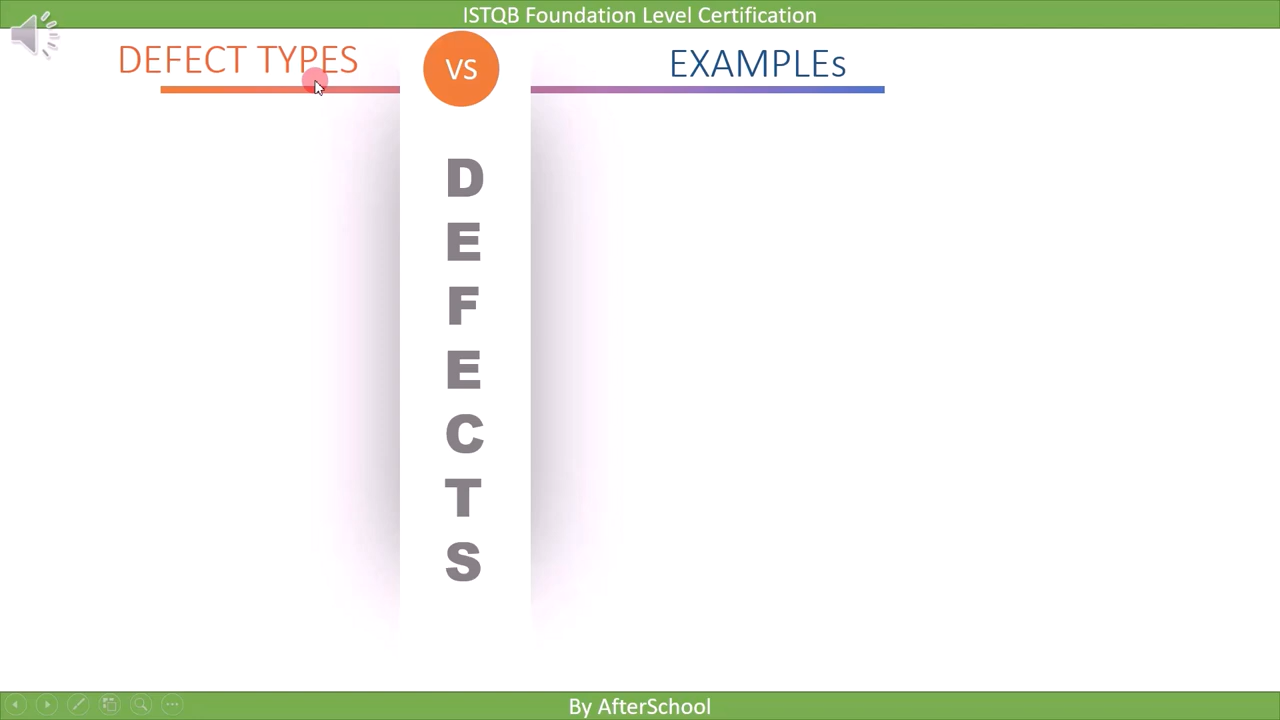 ISTQB Foundation Level Certification
DEFECT TYPES
VS
EXAMPLEs
D
E
F
E
C
T
S
By AfterSchool